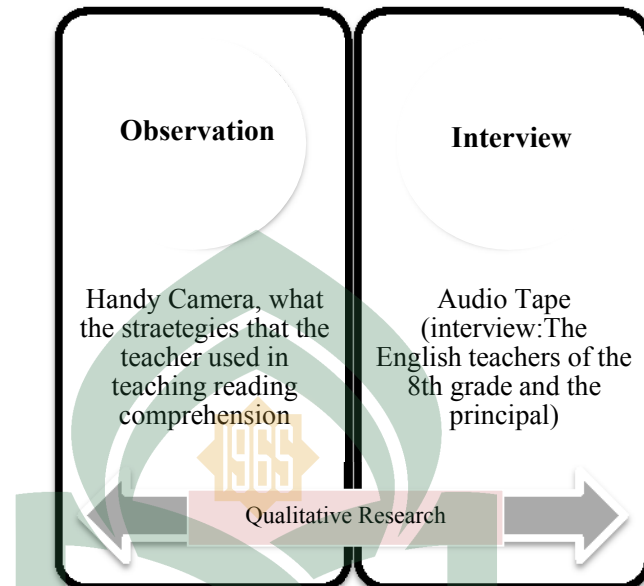 Observation
Handy Camera, what
the straetegies that the
teacher used in
teaching reading
comprehension
Interview
Audio Tape
(interview:The
English teachers of the
8th grade and the
principal)
1965
Qualitative Research